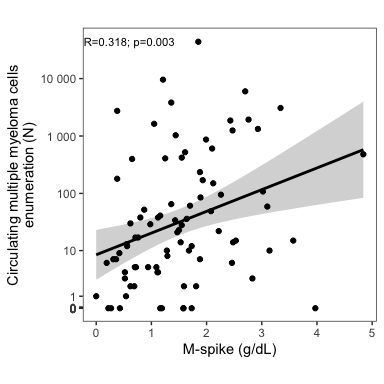 R=0.318; p=0.003
Circulating multiple myeloma cells
enumeration (N)
10 000
1 000
100
10
1
0
0 1 2 3 4 5
M-spike (g/dL)